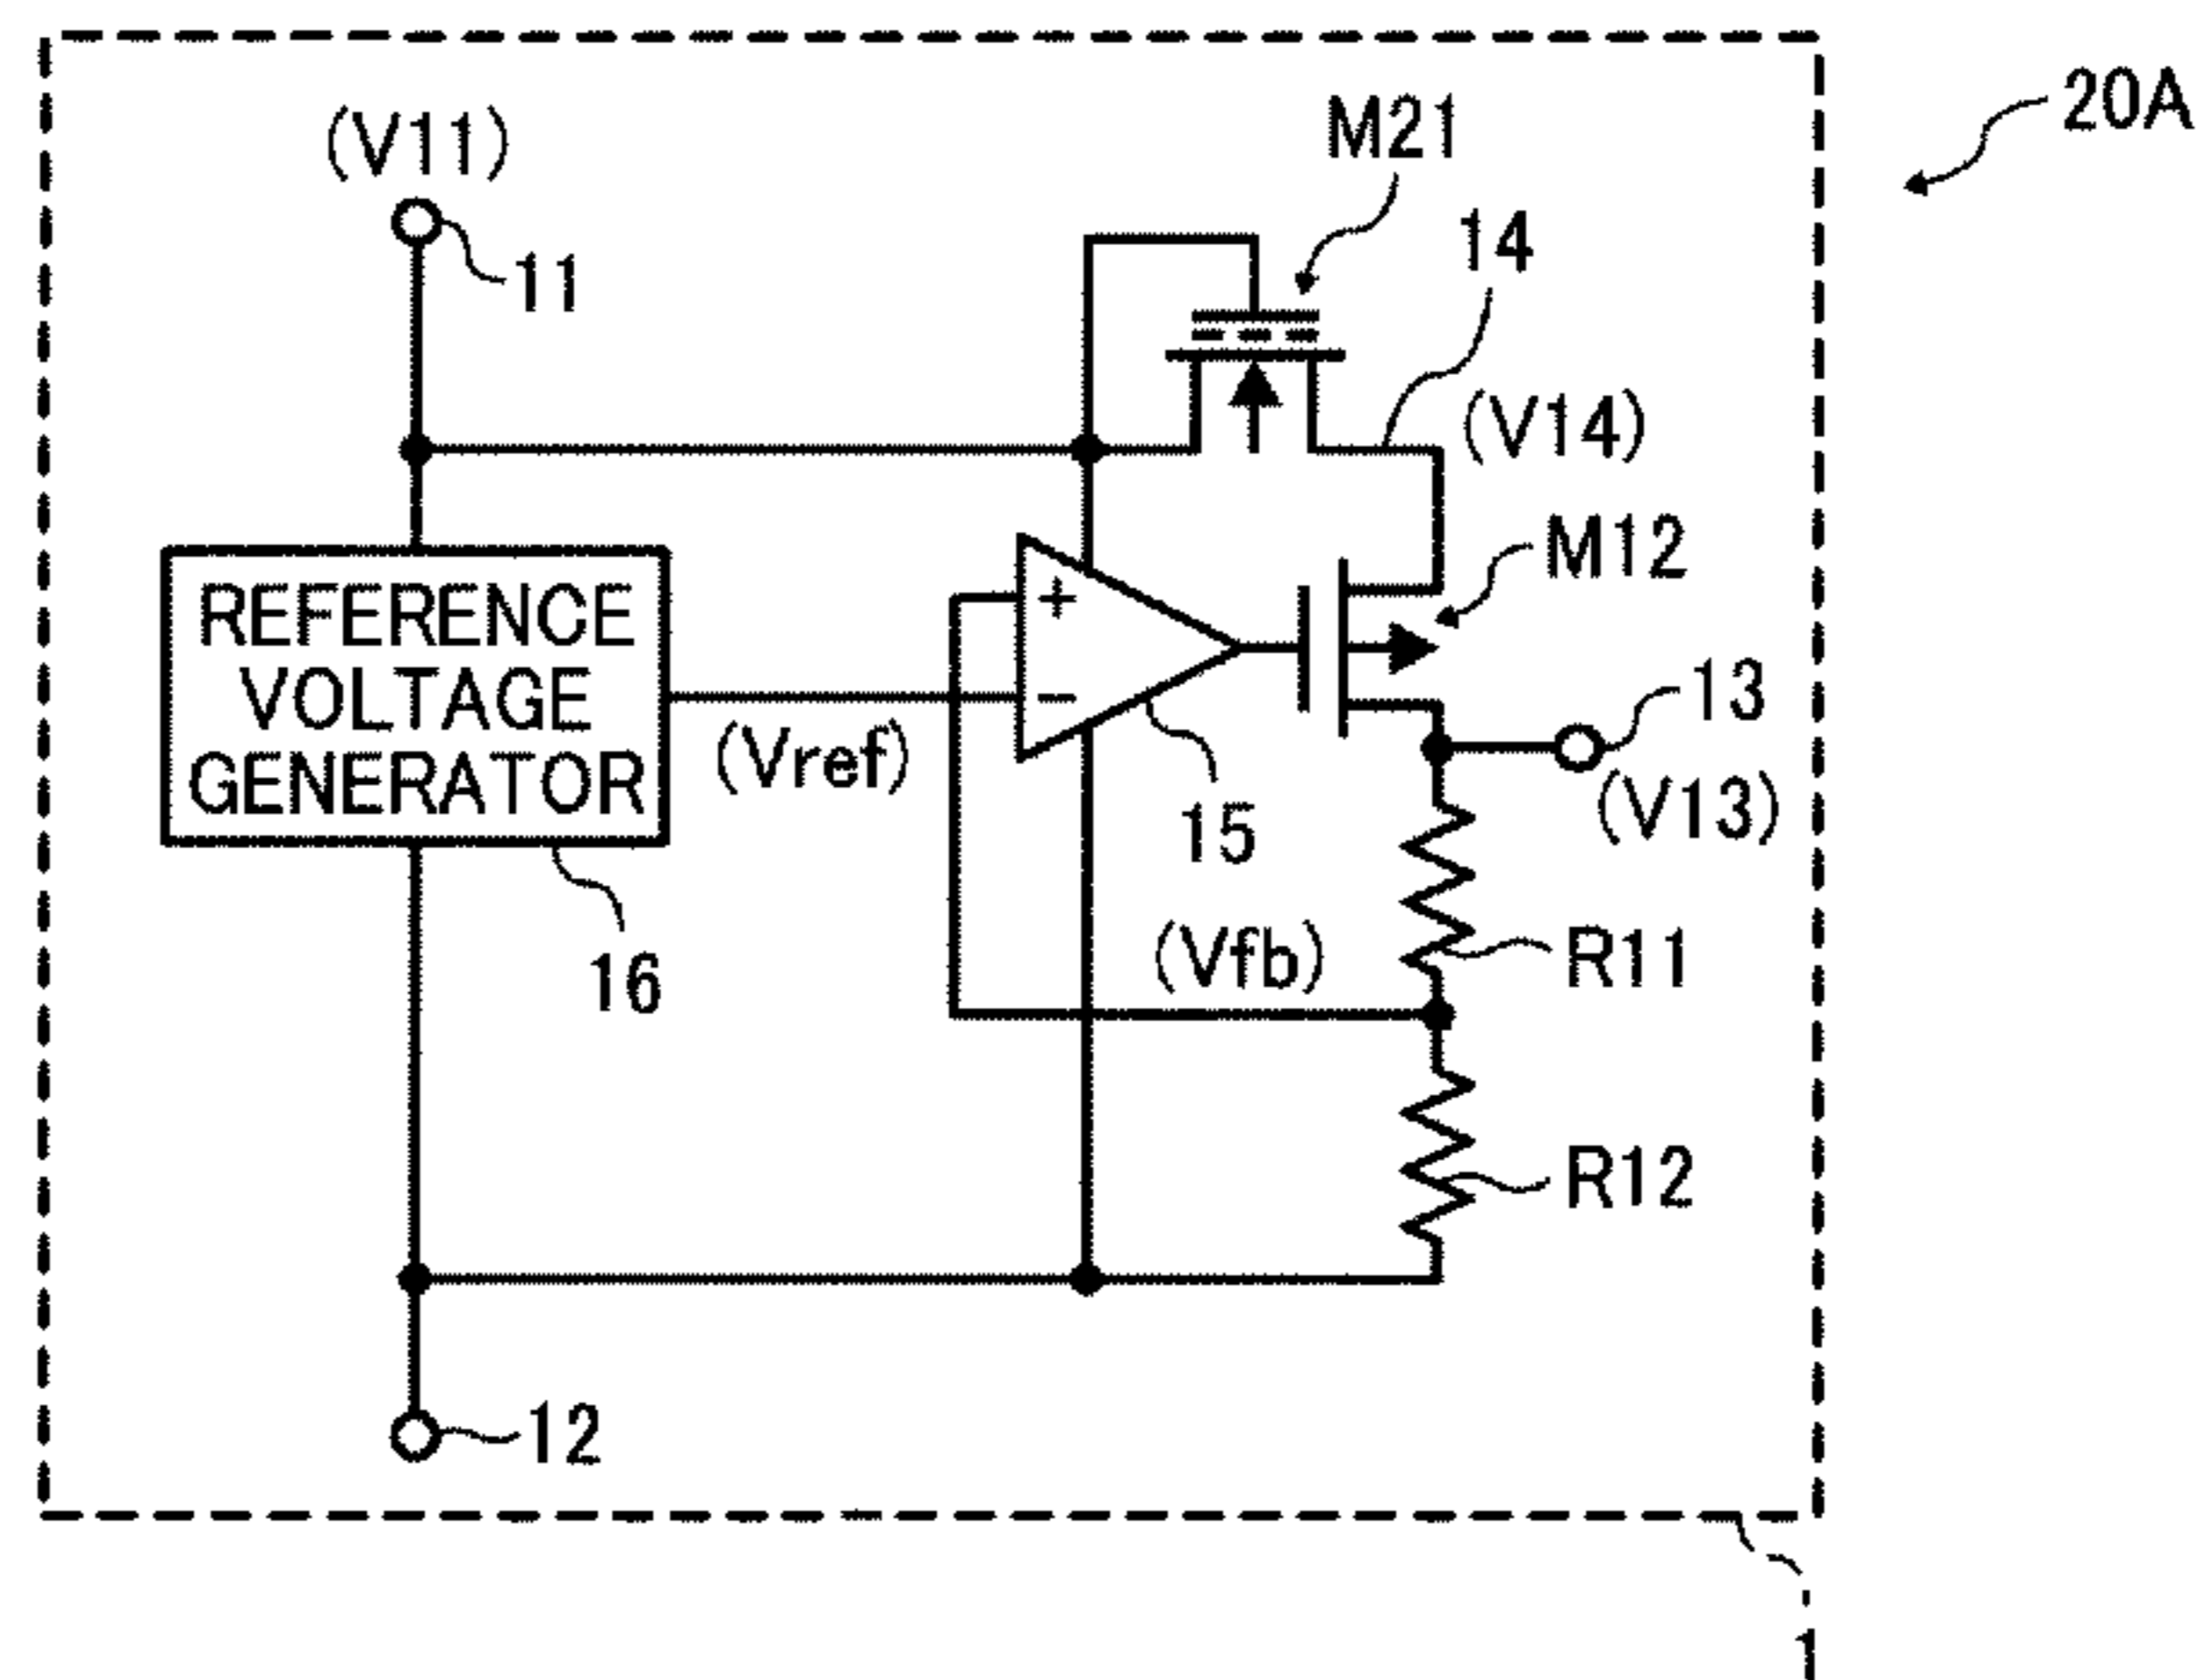 20A
(V11)
M21
11
14
(V14)
M12
REFERENCE
VOLTAGE
GENERATOR
+
−
(Vref)
13
(V13)
15
16
(Vfb)
R11
R12
12
1